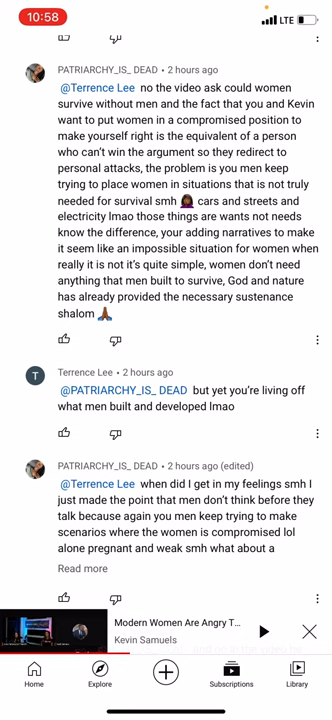 10:58
LTE
PATRIARCHY_IS_ DEAD • 2 hours ago
@Terrence Lee no the video ask could women
survive without men and the fact that you and Kevin
want to put women in a compromised position to
make yourself right is the equivalent of a person
who can't win the argument so they redirect to
personal attacks, the problem is you men keep
trying to place women in situations that is not truly
needed for survival smh 🤦🏾‍♀️ cars and streets and
electricity lmao those things are wants not needs
know the difference, your adding narratives to make
it seem like an impossible situation for women when
really it is not it's quite simple, women don't need
anything that men built to survive, God and nature
has already provided the necessary sustenance
shalom 🙏🏾
T
Terrence Lee • 2 hours ago
@PATRIARCHY_IS_ DEAD but yet you're living off
what men built and developed lmao
PATRIARCHY_IS_ DEAD • 2 hours ago (edited)
@Terrence Lee when did I get in my feelings smh I
just made the point that men don't think before they
talk because again you men keep trying to make
scenarios where the women is compromised lol
alone pregnant and weak smh what about a
Read more
Modern Women Are Angry T...
Kevin Samuels
Home
Explore
Subscriptions
Library